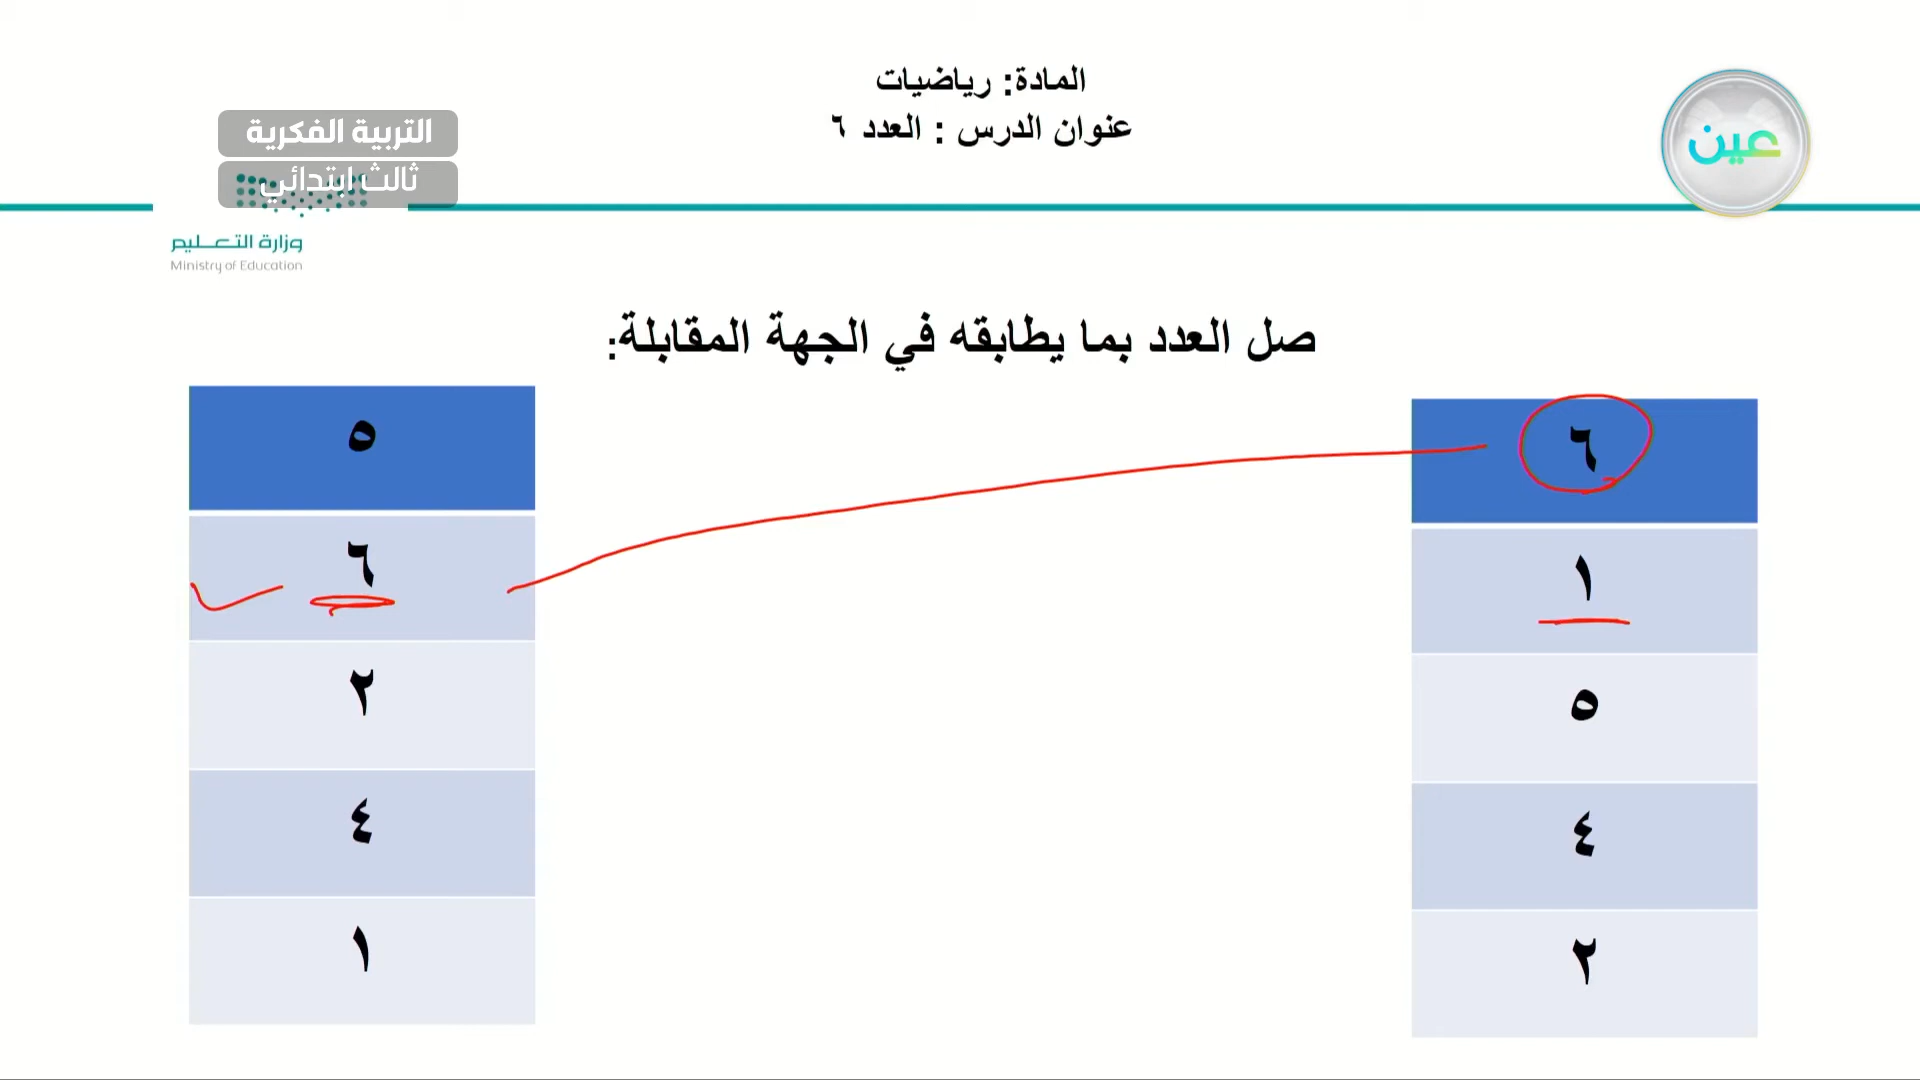 المادة: رياضيات
عنوان الدرس : العدد ٦
عين
التربية الفكرية
ثالث ابتدائي
وزارة التعليم
Ministry of Education
صل العدد بما يطابقه في الجهة المقابلة:
٦
١
٥
٤
٢
٥
٦
٢
٤
١